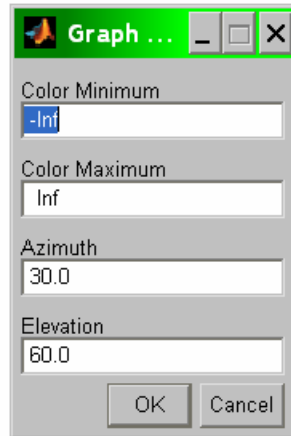 Graph ...
Color Minimum
-Inf
Color Maximum
Inf
Azimuth
30.0
Elevation
60.0
OK Cancel